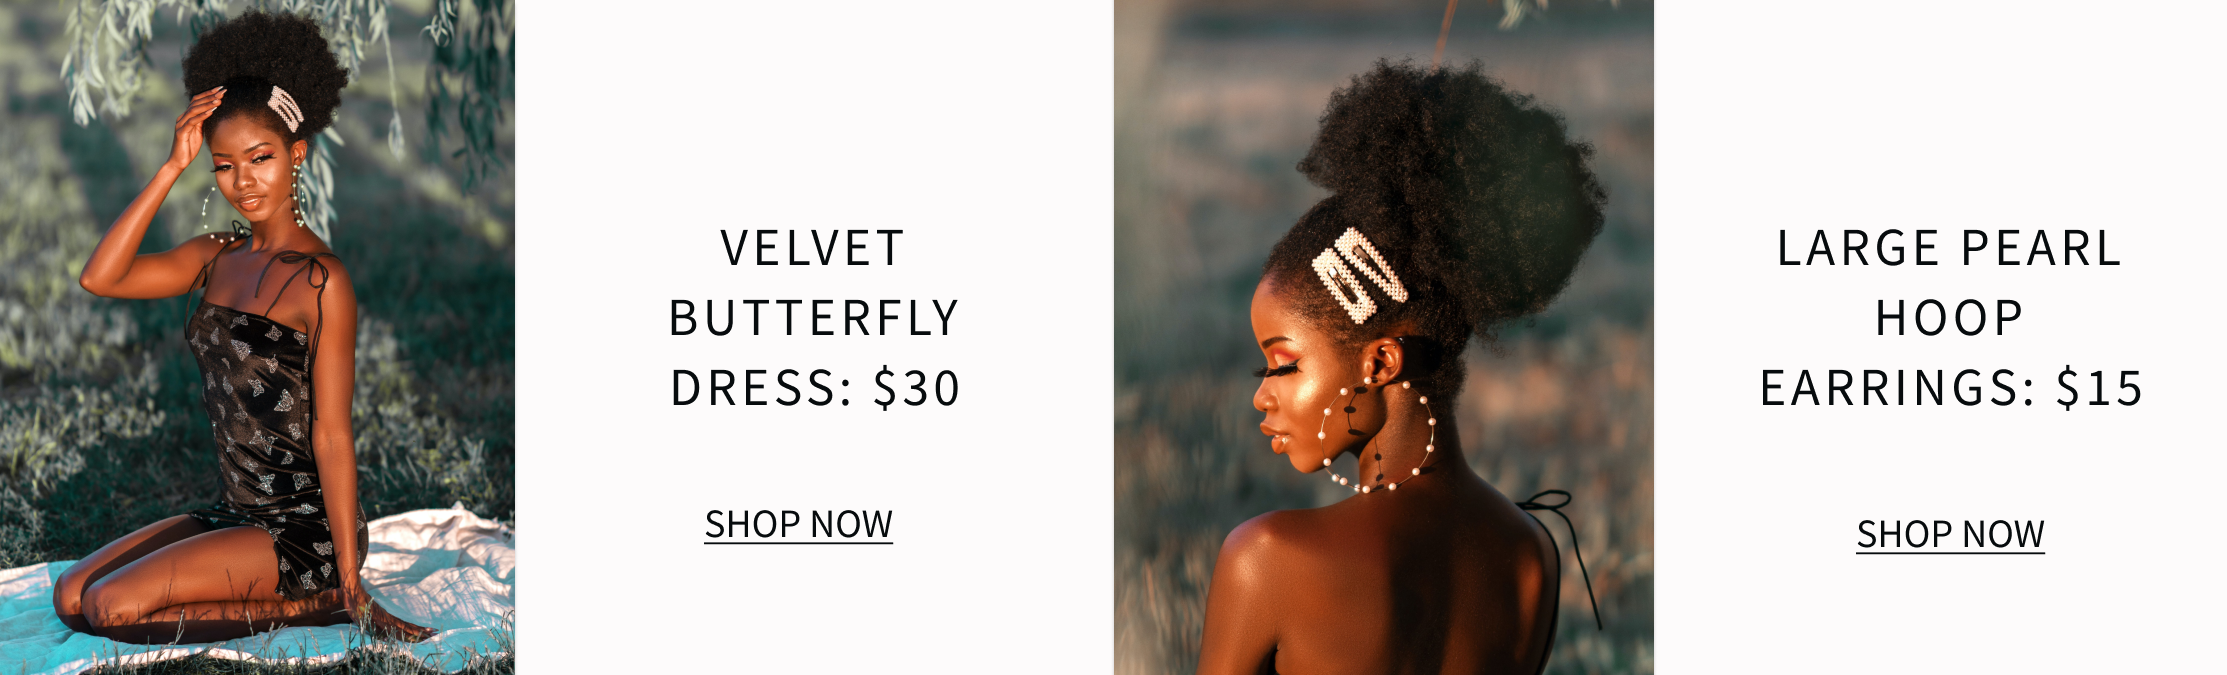 VELVET
BUTTERFLY
DRESS: $30
SHOP NOW
LARGE PEARL
HOOP
EARRINGS: $15
SHOP NOW